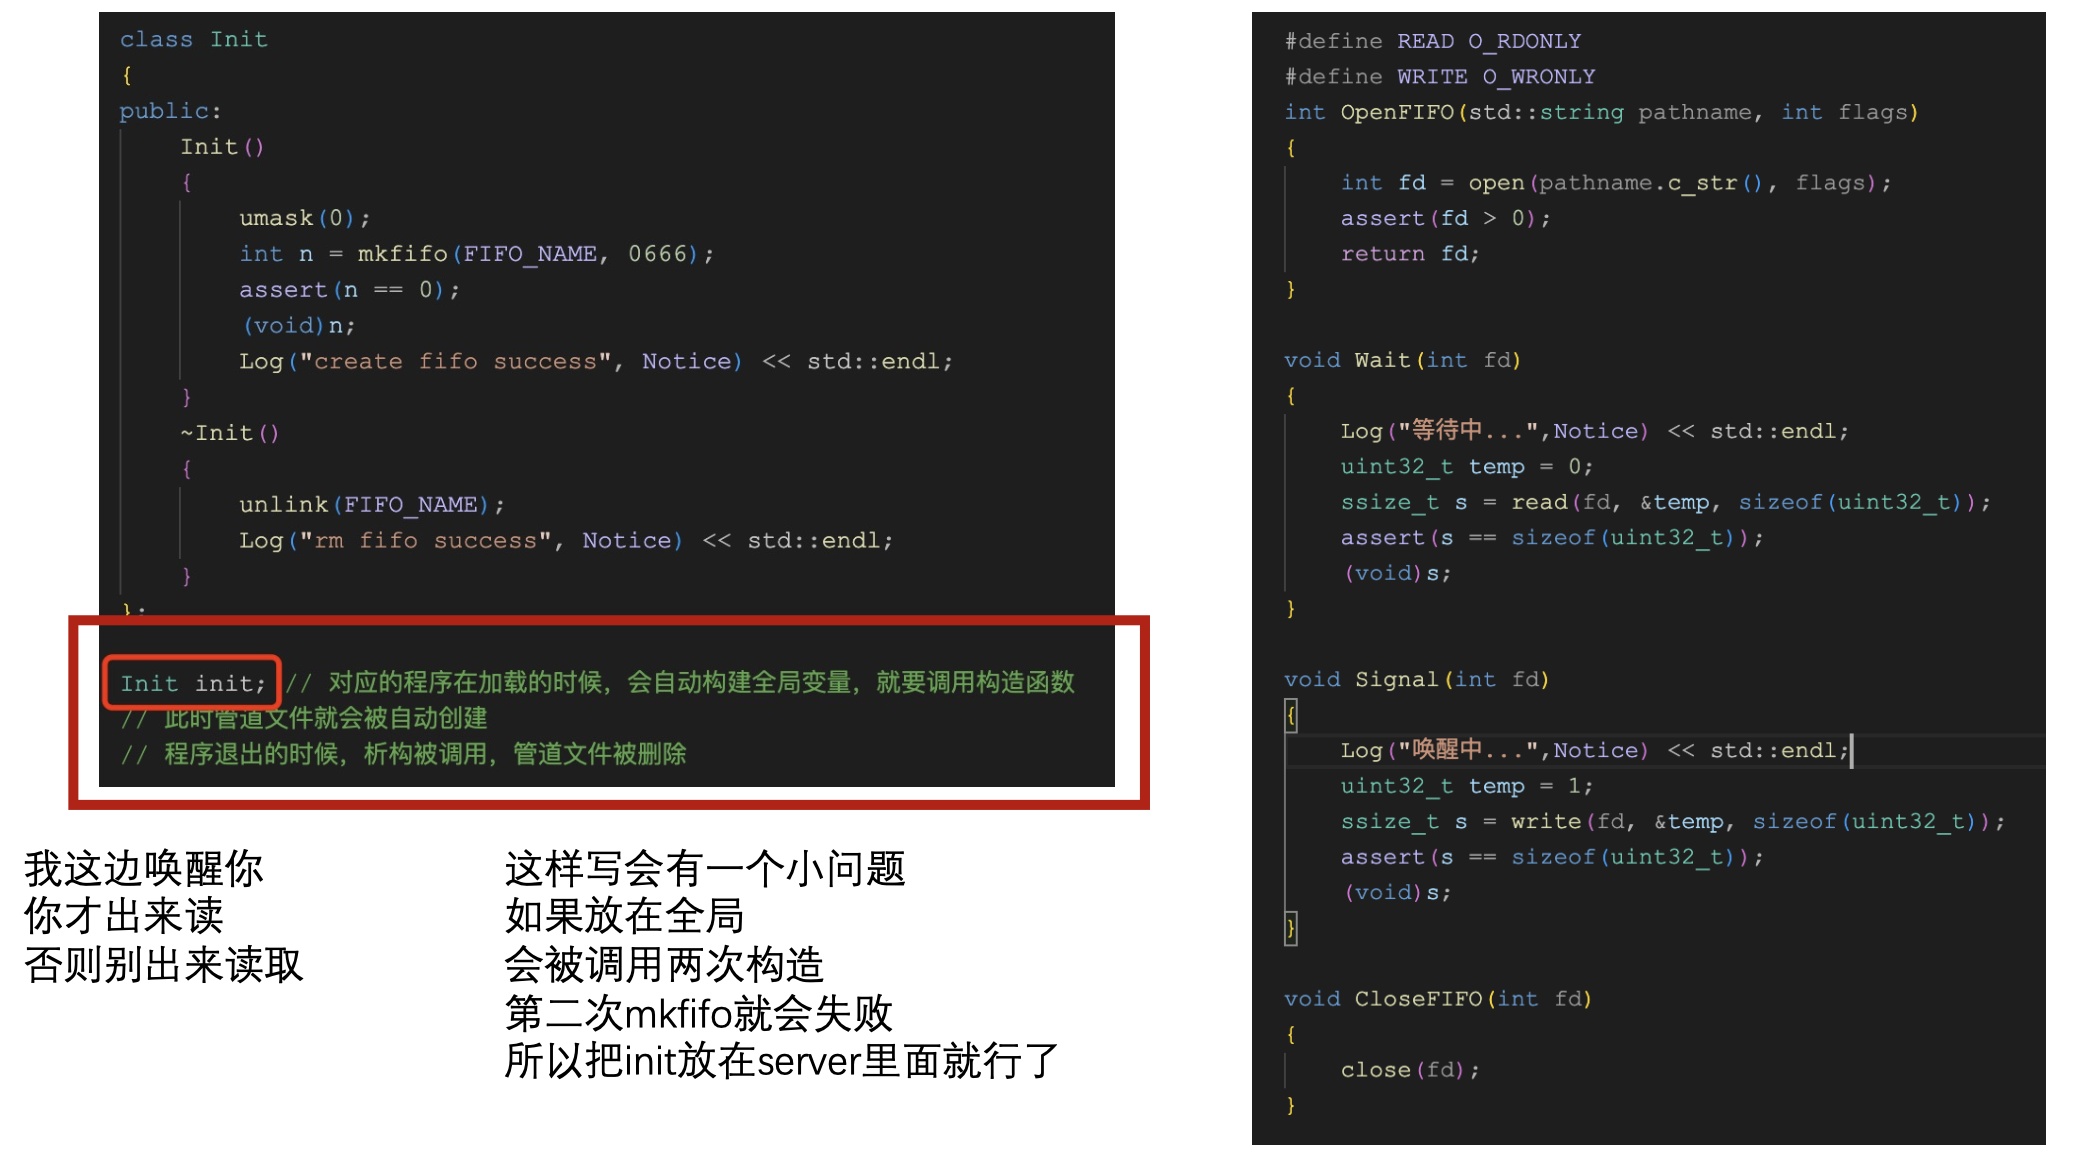 class Init
{
public:
    Init()
    {
        umask(0);
        int n = mkfifo(FIFO_NAME, 0666);
        assert(n == 0);
        (void)n;
        Log("create fifo success", Notice) << std::endl;
    }
    ~Init()
    {
        unlink(FIFO_NAME);
        Log("rm fifo success", Notice) << std::endl;
    }
};
Init init; // 对应的程序在加载的时候，会自动构建全局变量，就要调用构造函数
// 此时管道文件就会被自动创建
// 程序退出的时候，析构被调用，管道文件被删除
我这边唤醒你
你才出来读
否则别出来读取
这样写会有一个小问题
如果放在全局
会被调用两次构造
第二次mkfifo就会失败
所以把init放在server里面就行了
#define READ O_RDONLY
#define WRITE O_WRONLY
int OpenFIFO(std::string pathname, int flags)
{
    int fd = open(pathname.c_str(), flags);
    assert(fd > 0);
    return fd;
}
void Wait(int fd)
{
    Log("等待中...",Notice) << std::endl;
    uint32_t temp = 0;
    ssize_t s = read(fd, &temp, sizeof(uint32_t));
    assert(s == sizeof(uint32_t));
    (void)s;
}
void Signal(int fd)
{
    Log("唤醒中...",Notice) << std::endl;
    uint32_t temp = 1;
    ssize_t s = write(fd, &temp, sizeof(uint32_t));
    assert(s == sizeof(uint32_t));
    (void)s;
}
void CloseFIFO(int fd)
{
    close(fd);
}